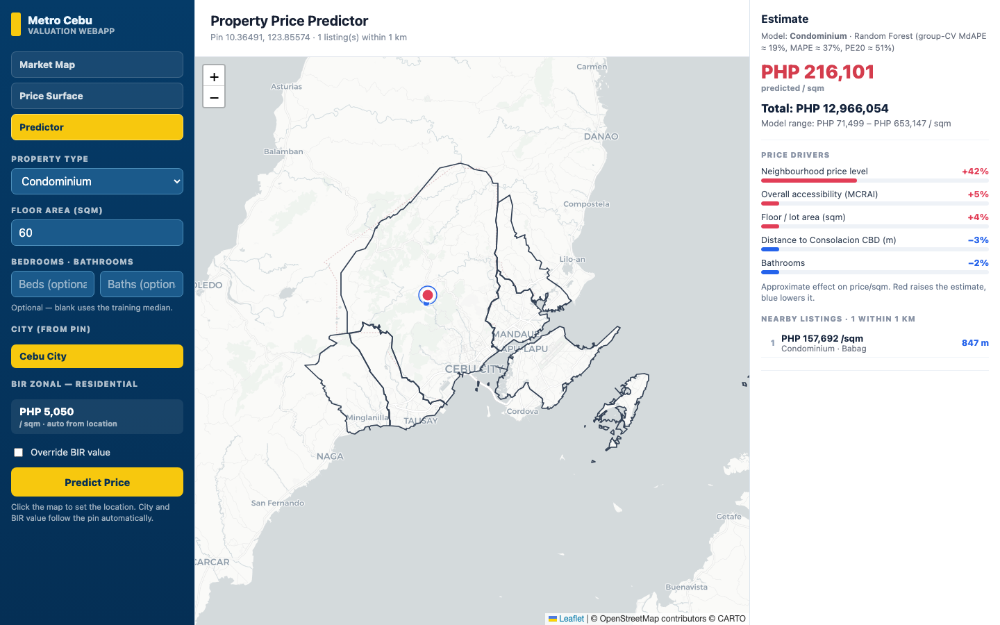 Metro Cebu
VALUATION WEBAPP
Market Map
Price Surface
Predictor
PROPERTY TYPE
Condominium
FLOOR AREA (SQM)
60
BEDROOMS · BATHROOMS
Beds (optiona
Baths (option
Optional — blank uses the training median.
CITY (FROM PIN)
Cebu City
BIR ZONAL — RESIDENTIAL
PHP 5,050
/ sqm · auto from location
Override BIR value
Predict Price
Click the map to set the location. City and
BIR value follow the pin automatically.
Property Price Predictor
Pin 10.36491, 123.85574 · 1 listing(s) within 1 km
+
−
Carmen
Asturias
DANAO
Balamban
Compostela
Lilo-an
OLEDO
MANDAUE
LAPU-LAPU
CEBU CITY
Cordova
Minglanilla
TALISAY
NAGA
San Fernando
Getafe
CARCAR
Buenavista
Leaflet | © OpenStreetMap contributors © CARTO
Estimate
Model: Condominium · Random Forest (group-CV MdAPE
≈ 19%, MAPE ≈ 37%, PE20 ≈ 51%)
PHP 216,101
predicted / sqm
Total: PHP 12,966,054
Model range: PHP 71,499 – PHP 653,147 / sqm
PRICE DRIVERS
Neighbourhood price level +42%
Overall accessibility (MCRAI) +5%
Floor / lot area (sqm) +4%
Distance to Consolacion CBD (m) −3%
Bathrooms −2%
Approximate effect on price/sqm. Red raises the estimate,
blue lowers it.
NEARBY LISTINGS · 1 WITHIN 1 KM
1 PHP 157,692 /sqm 847 m
Condominium · Babag